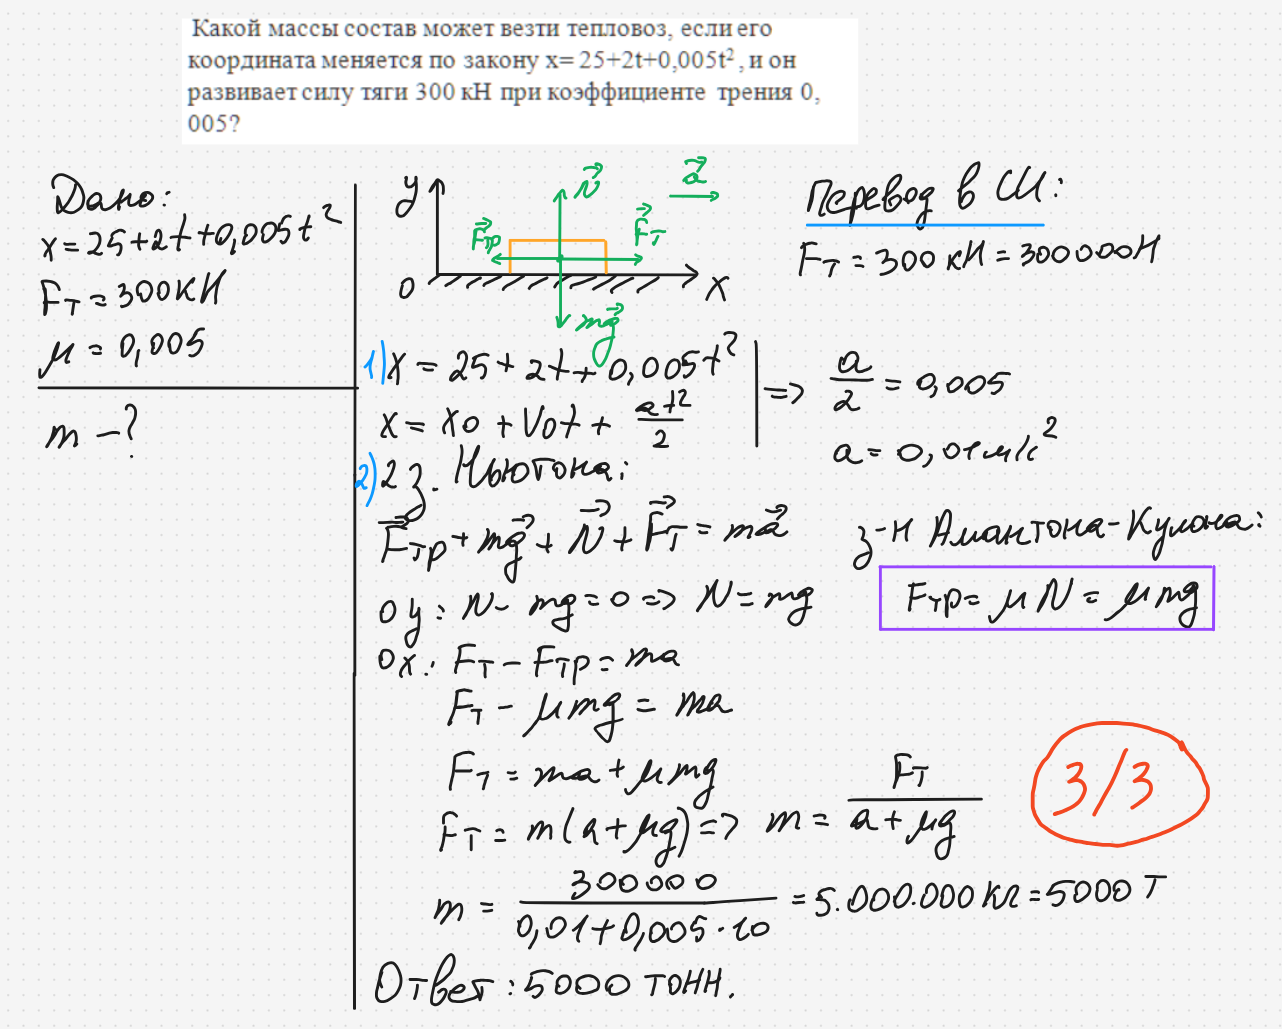 Какой массы состав может везти тепловоз, если его
координата меняется по закону x= 25+2t+0,005t², и он
развивает силу тяги 300 кН при коэффициенте трения 0,
005?
Дано:
x=25+2t+0,005t²
Fт=300кН
μ=0,005
m-?
y
N
a
Fтр
Fт
0
x
mg
Перевод в СИ:
Fт=300кН=300000Н
1) x=25+2t+0,005t²
x=x0+V0t+at²/2
=> a/2=0,005
a=0,01м/с²
2) 2 з. Ньютона:
Fтр+mg+N+Fт=ma
оy: N-mg=0=>N=mg
оx: Fт-Fтр=ma
з-н Амантона-Кулона:
Fтр=μN=μmg
Fт-μmg=ma
Fт=ma+μmg
Fт=m(a+μg)=> m=Fт/a+μg
3/3
m=300000/0,01+0,005·10=5.000.000кг=5000т
Ответ: 5000 тонн.